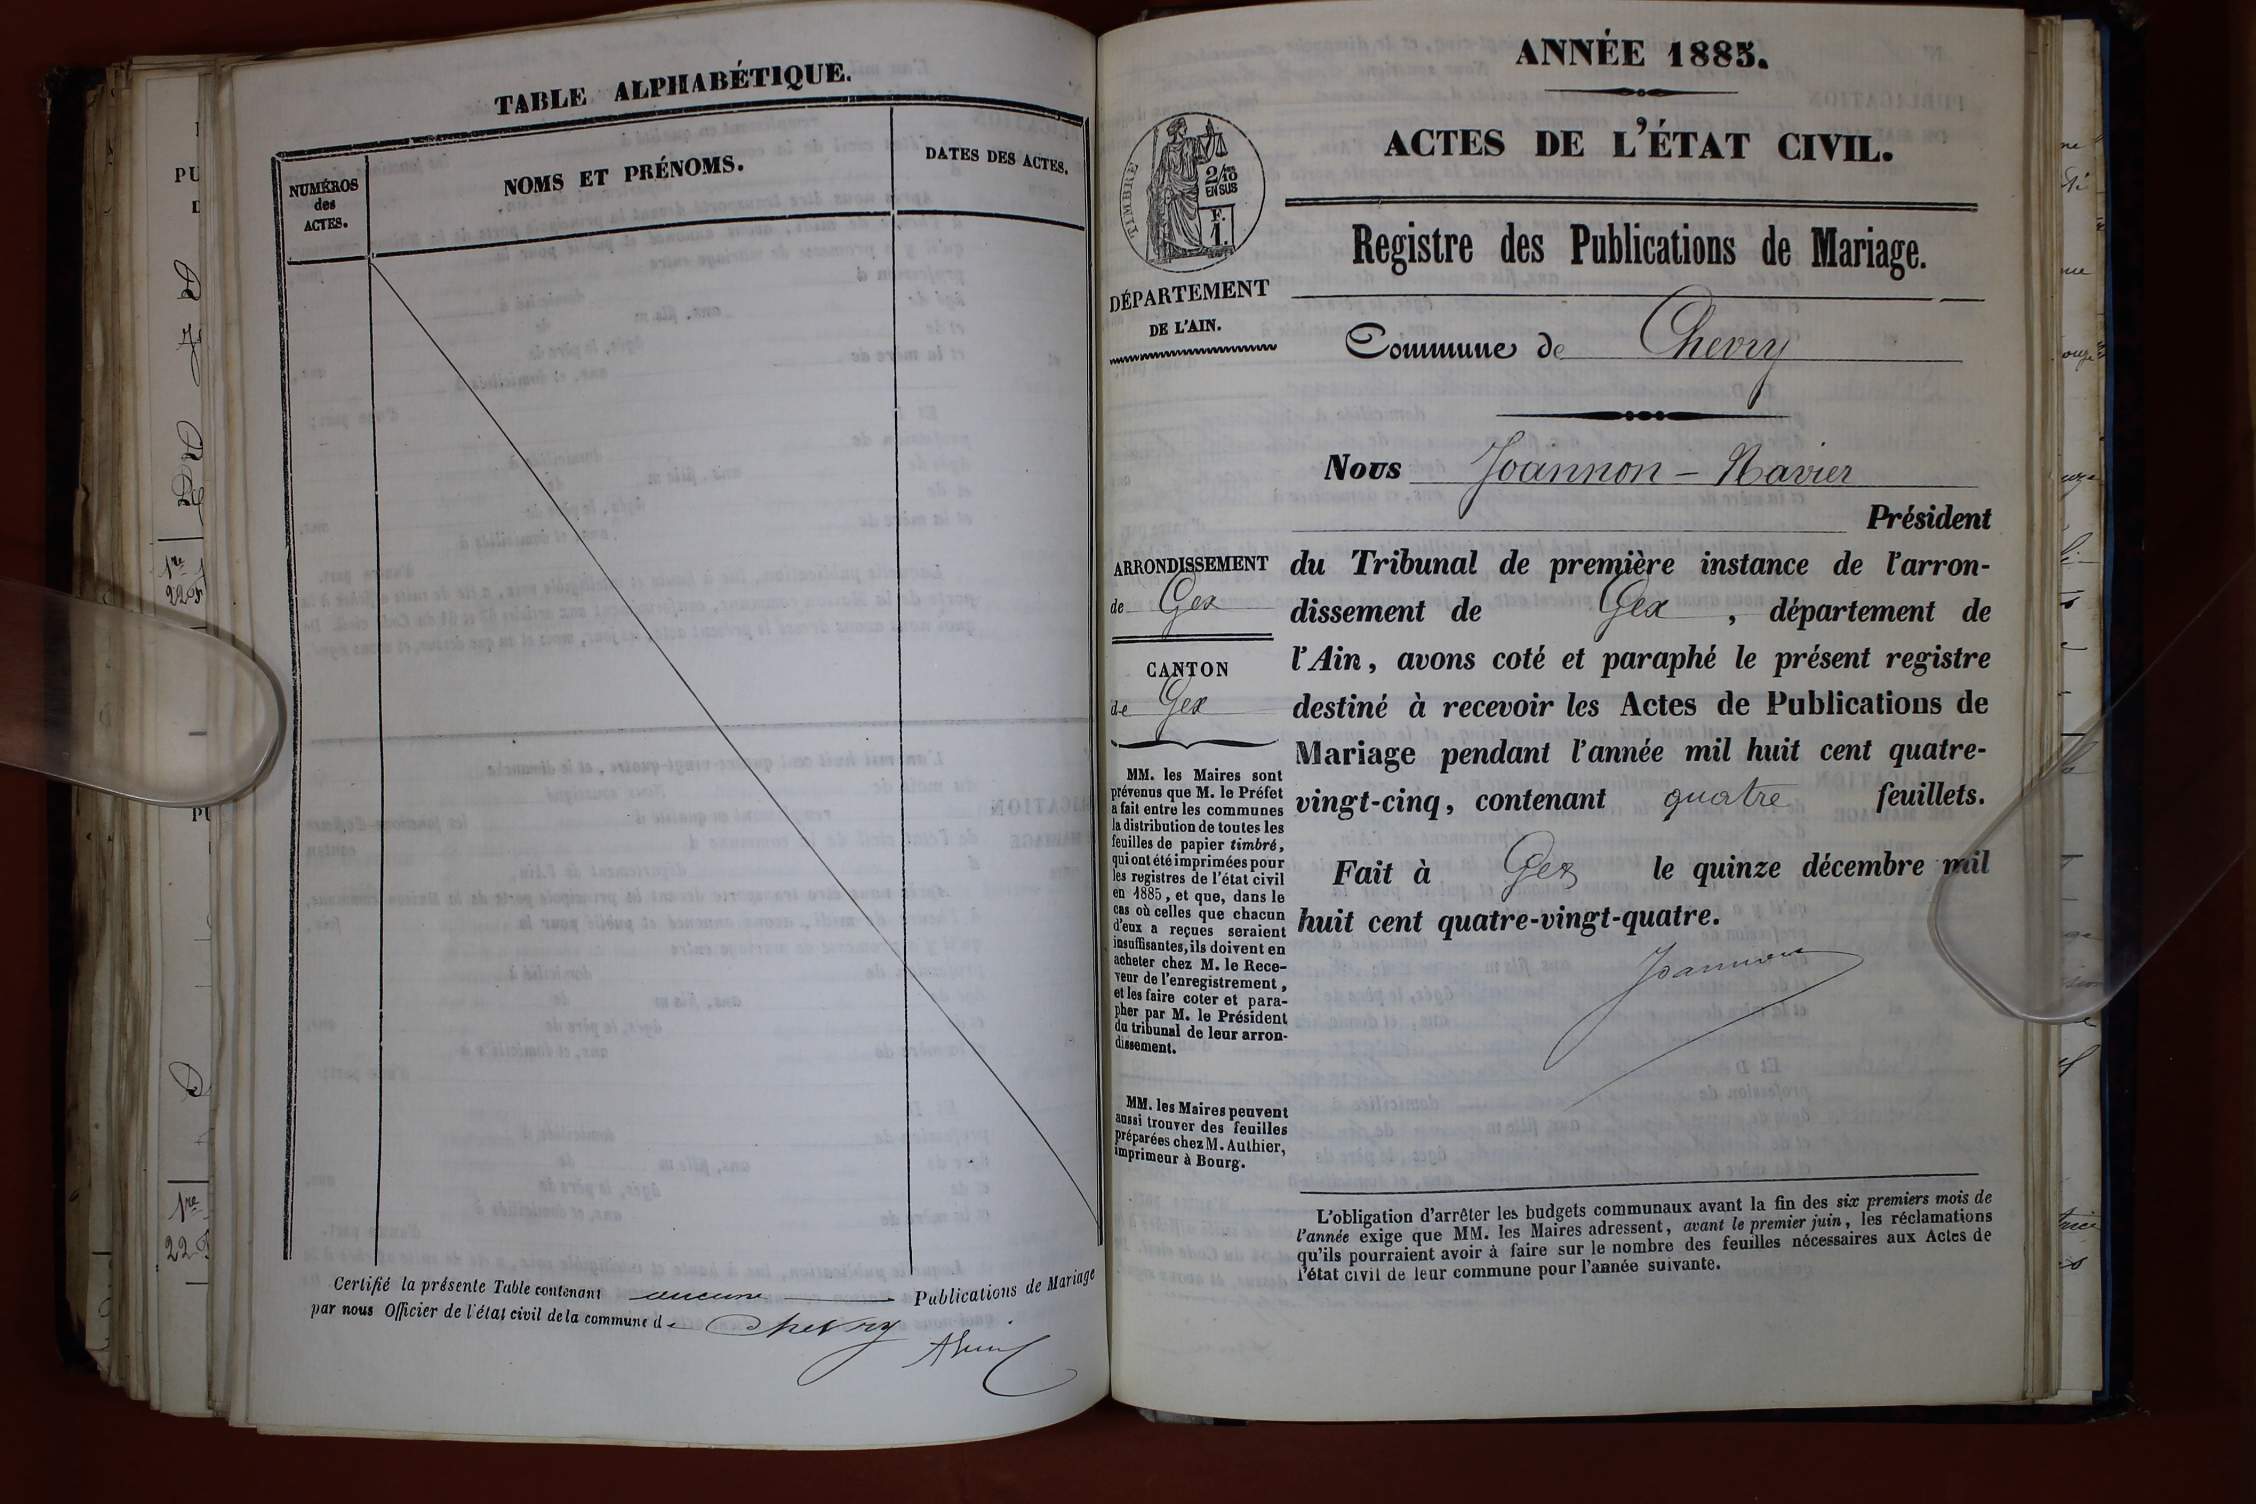 TABLE ALPHABÉTIQUE.
NUMÉROS
des
ACTES.
NOMS ET PRÉNOMS.
DATES DES ACTES.
Certifié la présente Table contenant aucune Publications de Mariage
par nous Officier de l'état civil de la commune de Chevry
PU
1re
1re
ANNÉE 1885.
ACTES DE L'ÉTAT CIVIL.
TIMBRE
2/10es
EN SUS
F.
1.
Registre des Publications de Mariage.
DÉPARTEMENT
DE L'AIN.
Commune de Chevry
Nous Joannon - Navier
Président
ARRONDISSEMENT
de Gex
CANTON
de Gex
du Tribunal de première instance de l'arron-
dissement de Gex, département de
l'Ain, avons coté et paraphé le présent registre
destiné à recevoir les Actes de Publications de
Mariage pendant l'année mil huit cent quatre-
vingt-cinq, contenant quatre feuillets.
Fait à Gex le quinze décembre mil
huit cent quatre-vingt-quatre.
Joannon
MM. les Maires sont
prévenus que M. le Préfet
a fait entre les communes
la distribution de toutes les
feuilles de papier timbré,
qui ont été imprimées pour
les registres de l'état civil
en 1885, et que, dans le
cas où celles que chacun
d'eux a reçues seraient
insuffisantes, ils doivent en
acheter chez M. le Rece-
veur de l'enregistrement,
et les faire coter et para-
pher par M. le Président
du tribunal de leur arron-
dissement.
MM. les Maires peuvent
aussi trouver des feuilles
préparées chez M. Authier,
imprimeur à Bourg.
L'obligation d'arrêter les budgets communaux avant la fin des six premiers mois de
l'année exige que MM. les Maires adressent, avant le premier juin, les réclamations
qu'ils pourraient avoir à faire sur le nombre des feuilles nécessaires aux Actes de
l'état civil de leur commune pour l'année suivante.